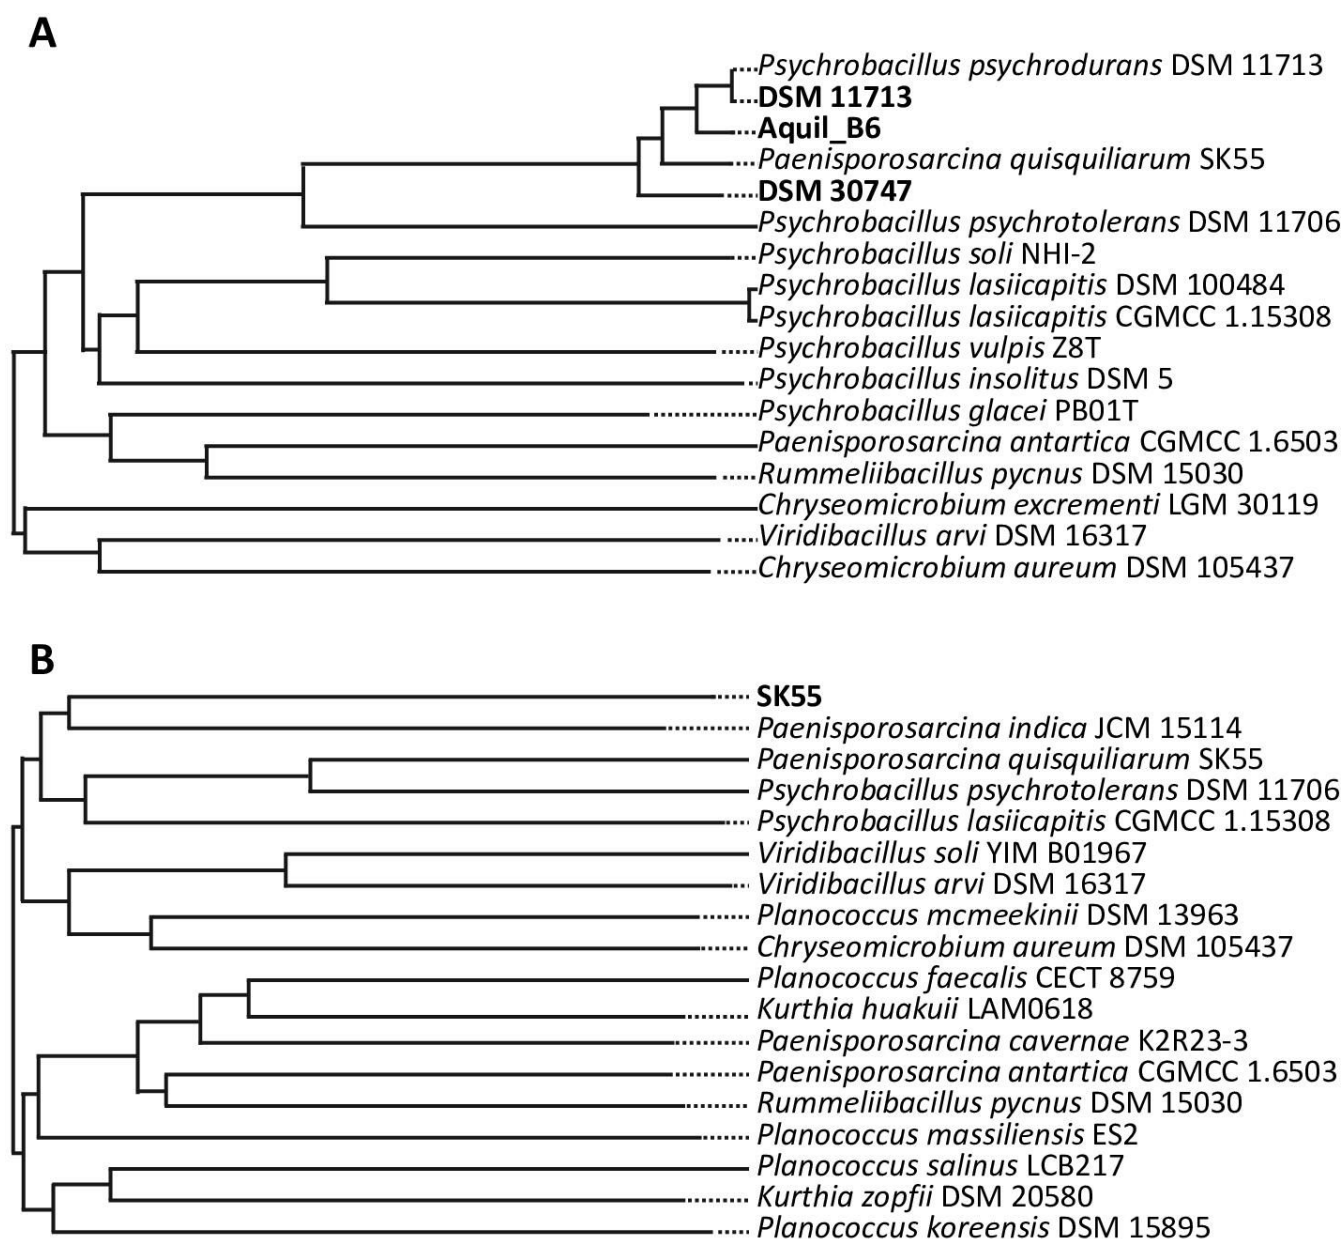 A
Psychrobacillus psychrodurans DSM 11713
DSM 11713
Aquil_B6
Paenisporosarcina quisquiliarum SK55
DSM 30747
Psychrobacillus psychrotolerans DSM 11706
Psychrobacillus soli NHI-2
Psychrobacillus lasiicapitis DSM 100484
Psychrobacillus lasiicapitis CGMCC 1.15308
Psychrobacillus vulpis Z8T
Psychrobacillus insolitus DSM 5
Psychrobacillus glacei PB01T
Paenisporosarcina antartica CGMCC 1.6503
Rummeliibacillus pycnus DSM 15030
Chryseomicrobium excrementi LGM 30119
Viridibacillus arvi DSM 16317
Chryseomicrobium aureum DSM 105437
B
SK55
Paenisporosarcina indica JCM 15114
Paenisporosarcina quisquiliarum SK55
Psychrobacillus psychrotolerans DSM 11706
Psychrobacillus lasiicapitis CGMCC 1.15308
Viridibacillus soli YIM B01967
Viridibacillus arvi DSM 16317
Planococcus mcmeekinii DSM 13963
Chryseomicrobium aureum DSM 105437
Planococcus faecalis CECT 8759
Kurthia huakuii LAM0618
Paenisporosarcina cavernae K2R23-3
Paenisporosarcina antartica CGMCC 1.6503
Rummeliibacillus pycnus DSM 15030
Planococcus massiliensis ES2
Planococcus salinus LCB217
Kurthia zopfii DSM 20580
Planococcus koreensis DSM 15895